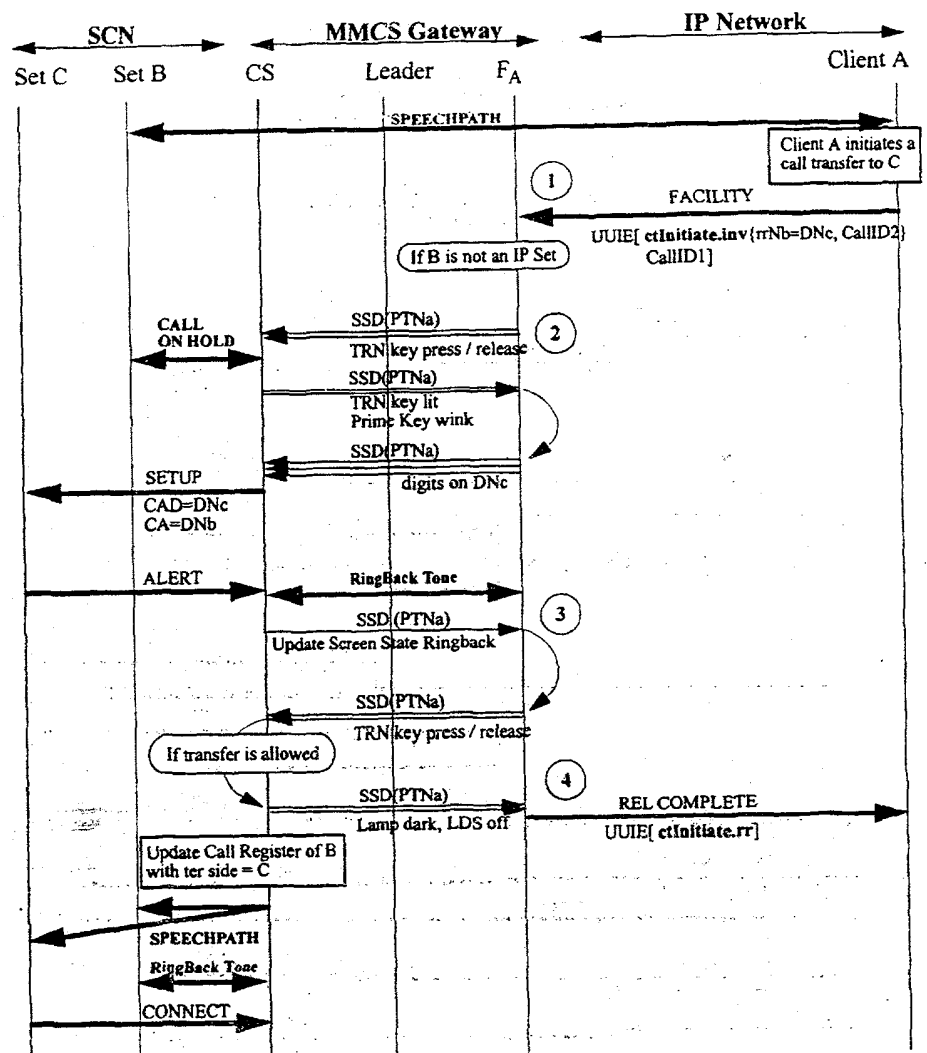 SCN MMCS Gateway IP Network
Set C Set B CS Leader FA Client A
SPEECHPATH
Client A initiates a
call transfer to C
1
FACILITY
UUIE[ ctInitiate.inv{rrNb=DNc, CallID2}
CallID1]
If B is not an IP Set
CALL
ON HOLD
SSD(PTNa)
2
TRN key press / release
SSD(PTNa)
TRN key lit
Prime Key wink
SSD(PTNa)
digits on DNc
SETUP
CAD=DNc
CA=DNb
ALERT
RingBack Tone
3
SSD (PTNa)
Update Screen State Ringback
SSD(PTNa)
TRN key press / release
If transfer is allowed
4
SSD(PTNa)
Lamp dark, LDS off
REL COMPLETE
UUIE[ ctInitiate.rr]
Update Call Register of B
with ter side = C
SPEECHPATH
RingBack Tone
CONNECT